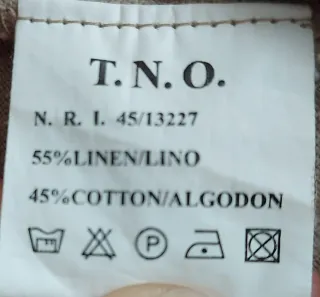 T. N. O.
N. R. I. 45/13227
55%LINEN/LINO
45%COTTON/ALGODON
P